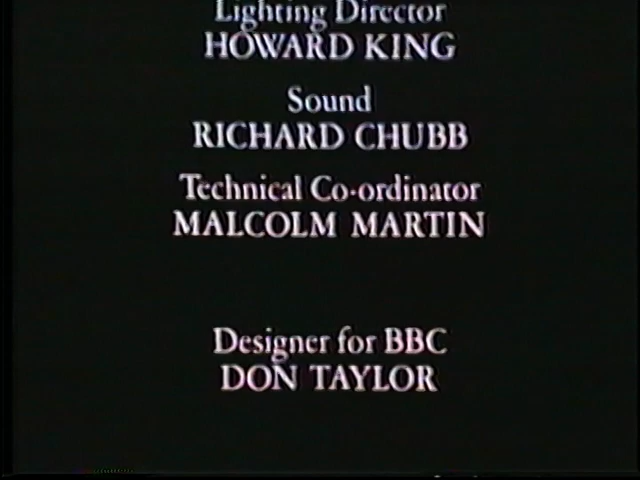 Lighting Director
HOWARD KING
Sound
RICHARD CHUBB
Technical Co-ordinator
MALCOLM MARTIN
Designer for BBC
DON TAYLOR